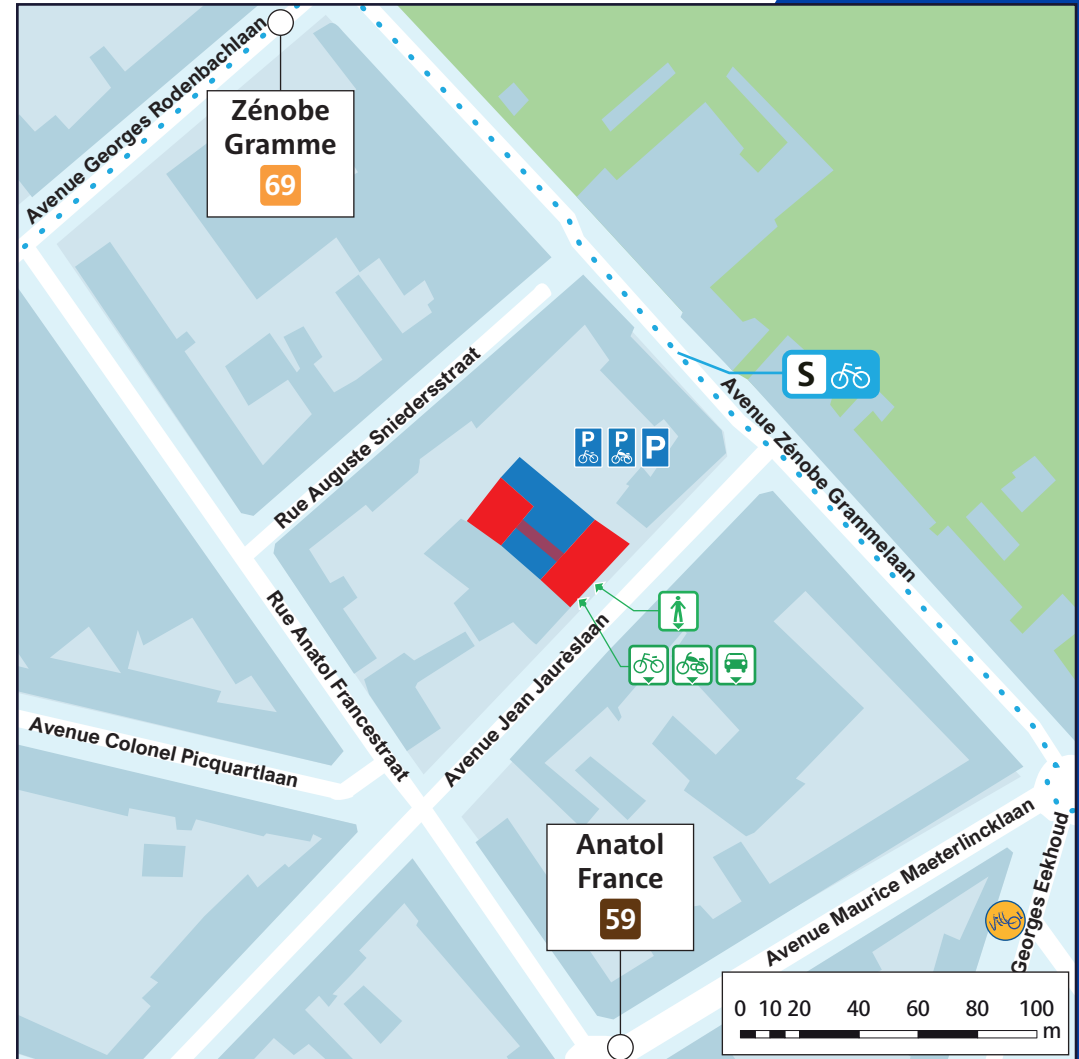 Avenue Georges Rodenbachlaan
Zénobe
Gramme
69
S
Avenue Zénobe Grammelaan
Rue Auguste Sniedersstraat
P
P
P
Rue Anatol Francestraat
Avenue Jean Jaurèslaan
Avenue Colonel Picquartlaan
Anatol
France
59
Avenue Maurice Maeterlincklaan
Georges Eekhoud
Villo!
0 10 20 40 60 80 100
m